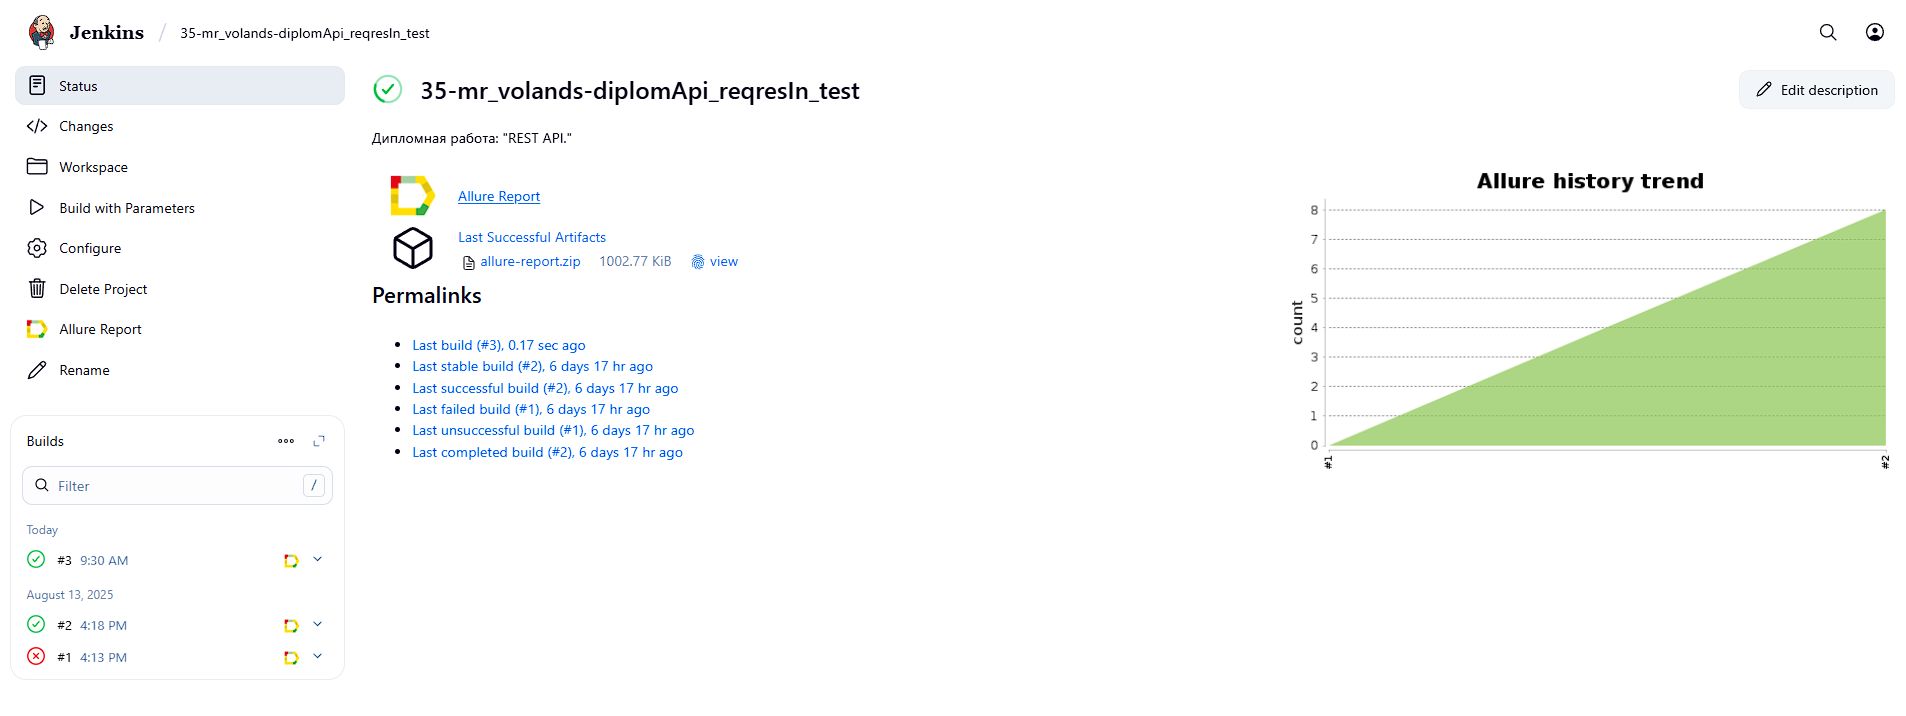 Jenkins / 35-mr_volands-diplomApi_reqresIn_test
Status
Changes
Workspace
Build with Parameters
Configure
Delete Project
Allure Report
Rename
Builds
Filter /
Today
#3 9:30 AM
August 13, 2025
#2 4:18 PM
#1 4:13 PM
35-mr_volands-diplomApi_reqresIn_test
Edit description
Дипломная работа: "REST API."
Allure Report
Last Successful Artifacts
allure-report.zip 1002.77 KiB view
Permalinks
Last build (#3), 0.17 sec ago
Last stable build (#2), 6 days 17 hr ago
Last successful build (#2), 6 days 17 hr ago
Last failed build (#1), 6 days 17 hr ago
Last unsuccessful build (#1), 6 days 17 hr ago
Last completed build (#2), 6 days 17 hr ago
Allure history trend
count
8
7
6
5
4
3
2
1
0
#1 #2